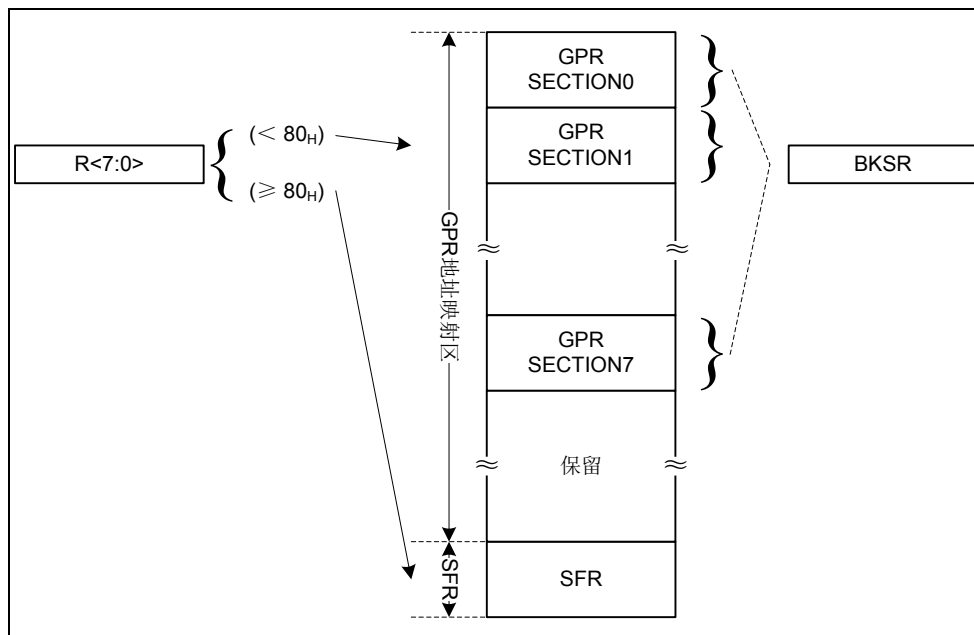 GPR
SECTION0
GPR
SECTION1
R<7:0>
(< 80H)
(≥ 80H)
BKSR
GPR地址映射区
GPR
SECTION7
保留
SFR
SFR